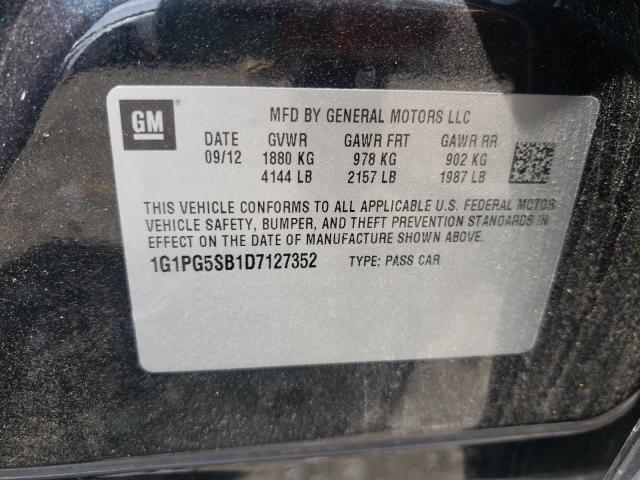 GM
MFD BY GENERAL MOTORS LLC
DATE GVWR GAWR FRT GAWR RR
09/12 1880 KG 978 KG 902 KG
4144 LB 2157 LB 1987 LB
THIS VEHICLE CONFORMS TO ALL APPLICABLE U.S. FEDERAL MOTOR
VEHICLE SAFETY, BUMPER, AND THEFT PREVENTION STANDARDS IN
EFFECT ON THE DATE OF MANUFACTURE SHOWN ABOVE.
1G1PG5SB1D7127352 TYPE: PASS CAR